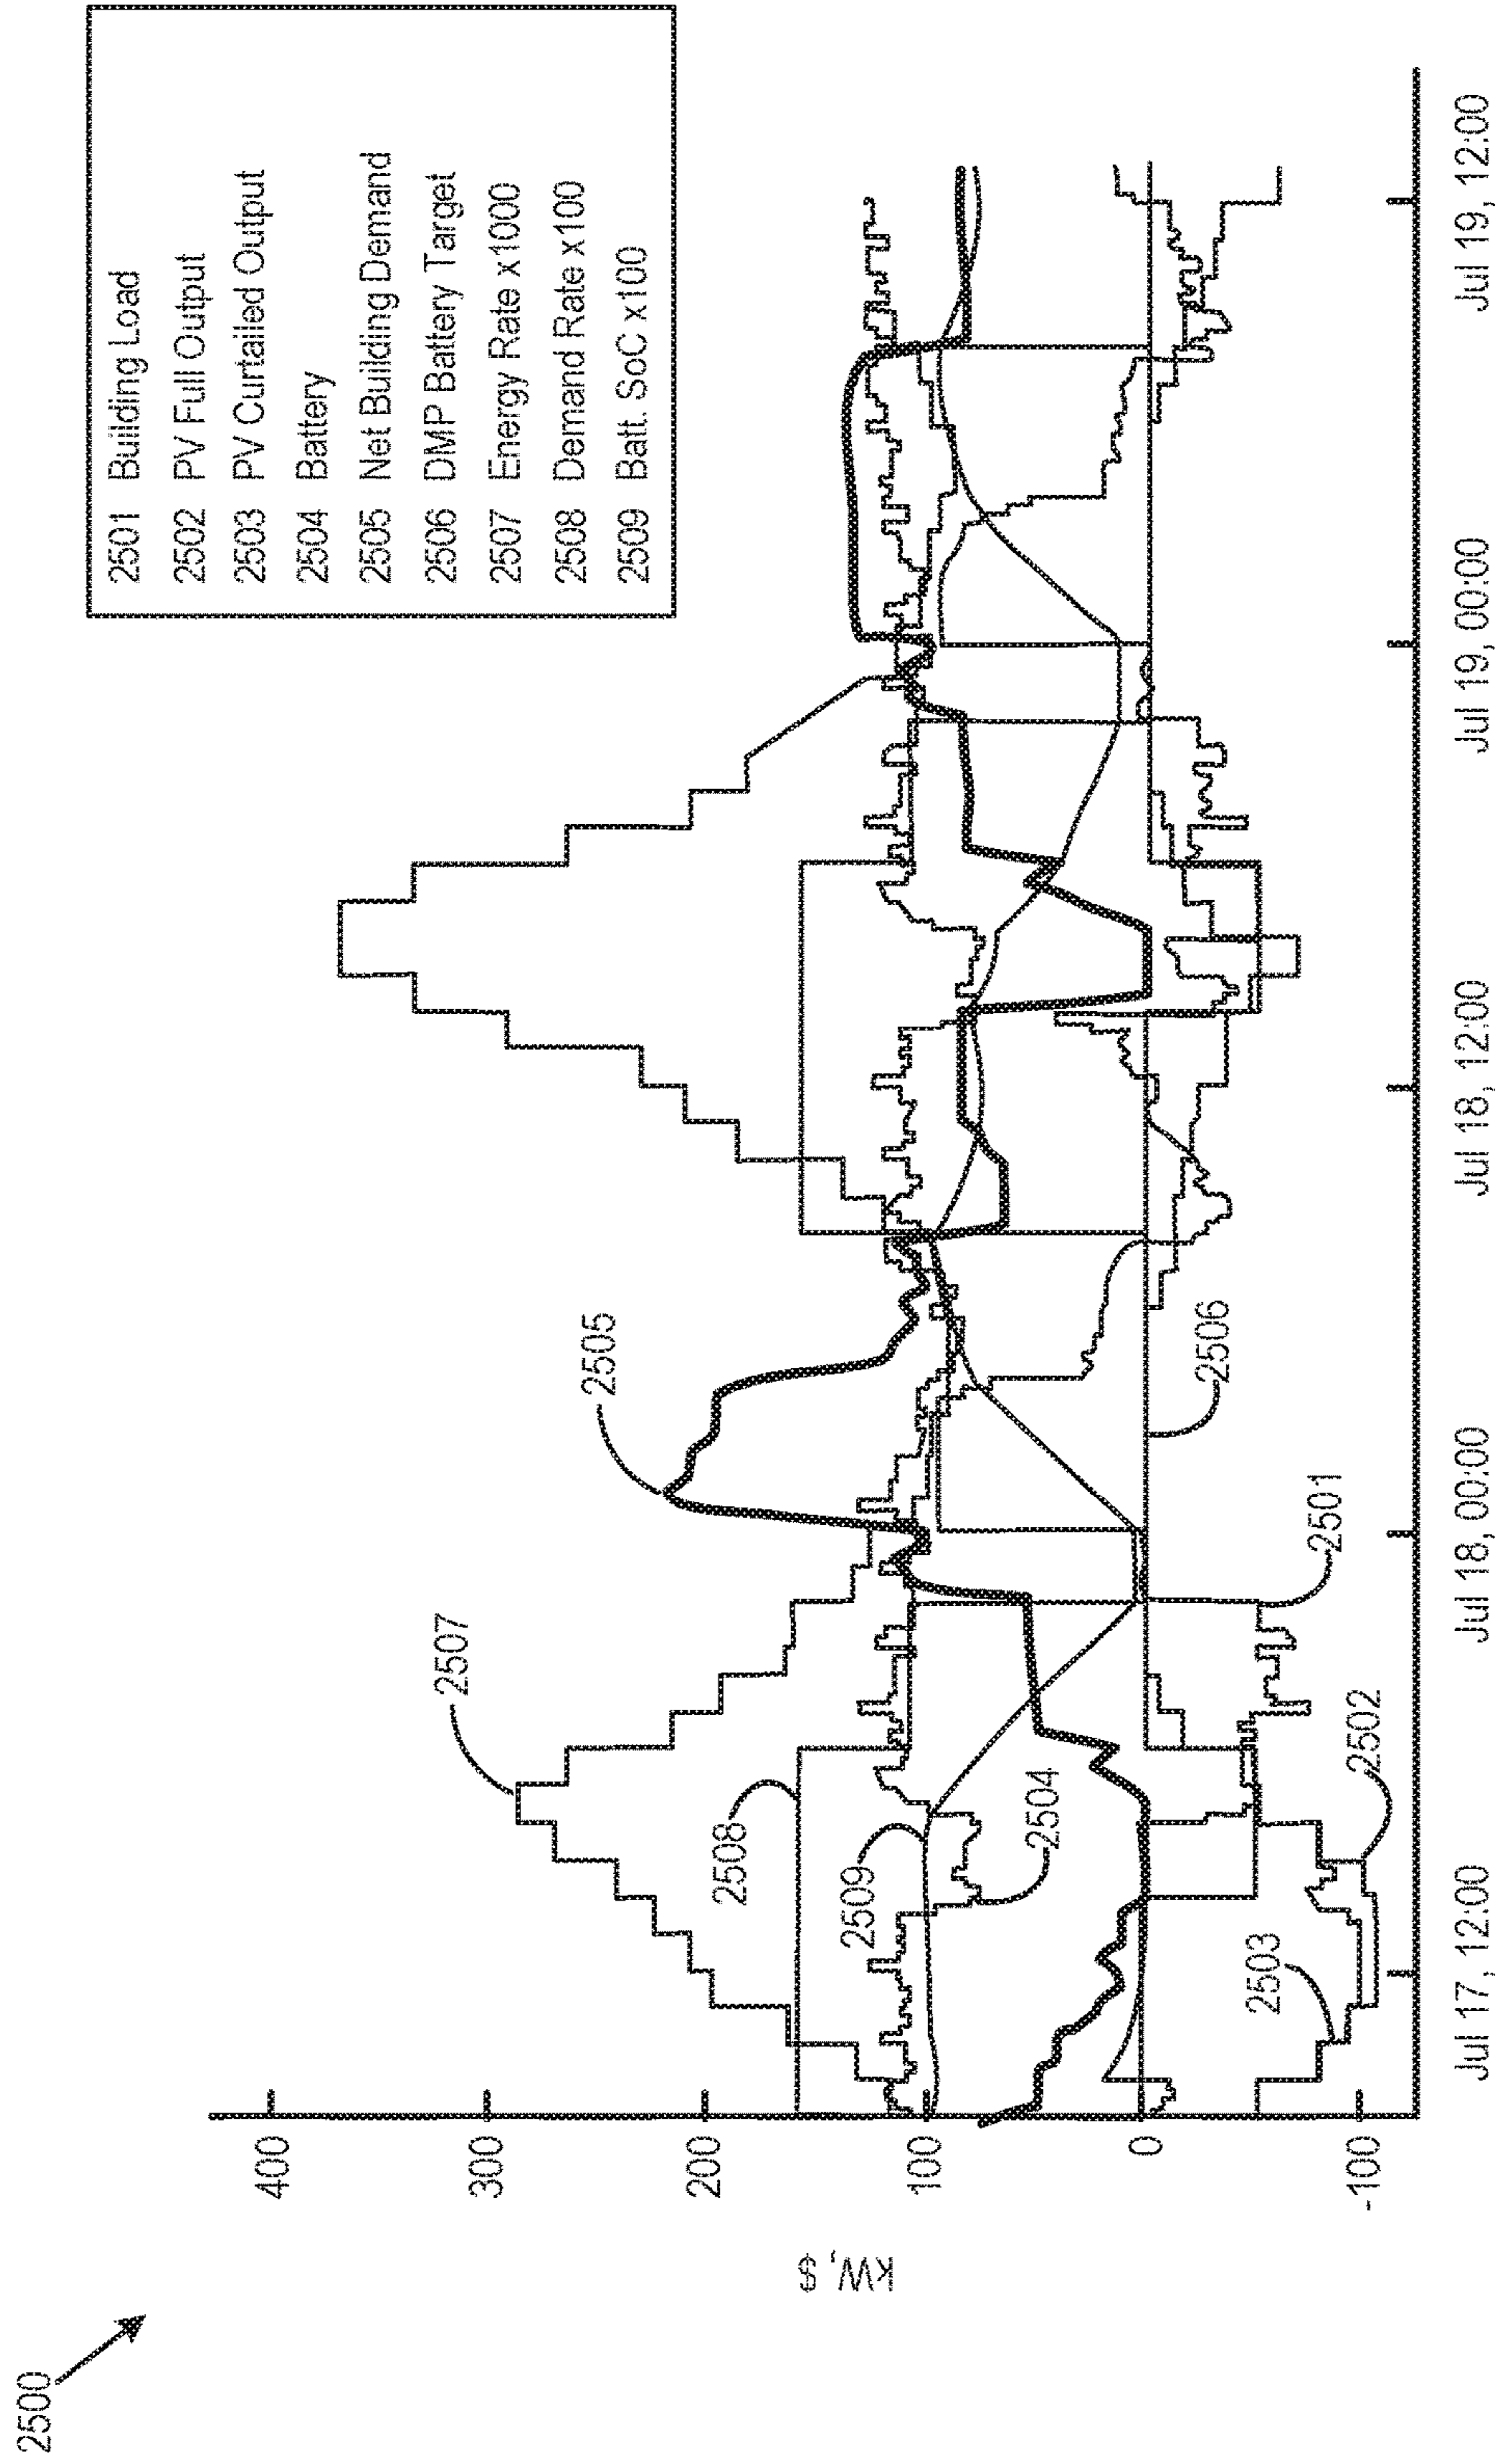 2500
2501 Building Load
2502 PV Full Output
2503 PV Curtailed Output
2504 Battery
2505 Net Building Demand
2506 DMP Battery Target
2507 Energy Rate x1000
2508 Demand Rate x100
2509 Batt. SoC x100
kW, $
400
300
200
100
0
-100
2507
2505
2508
2509
2504
2506
2503
2502
2501
Jul 17, 12:00
Jul 18, 00:00
Jul 18, 12:00
Jul 19, 00:00
Jul 19, 12:00